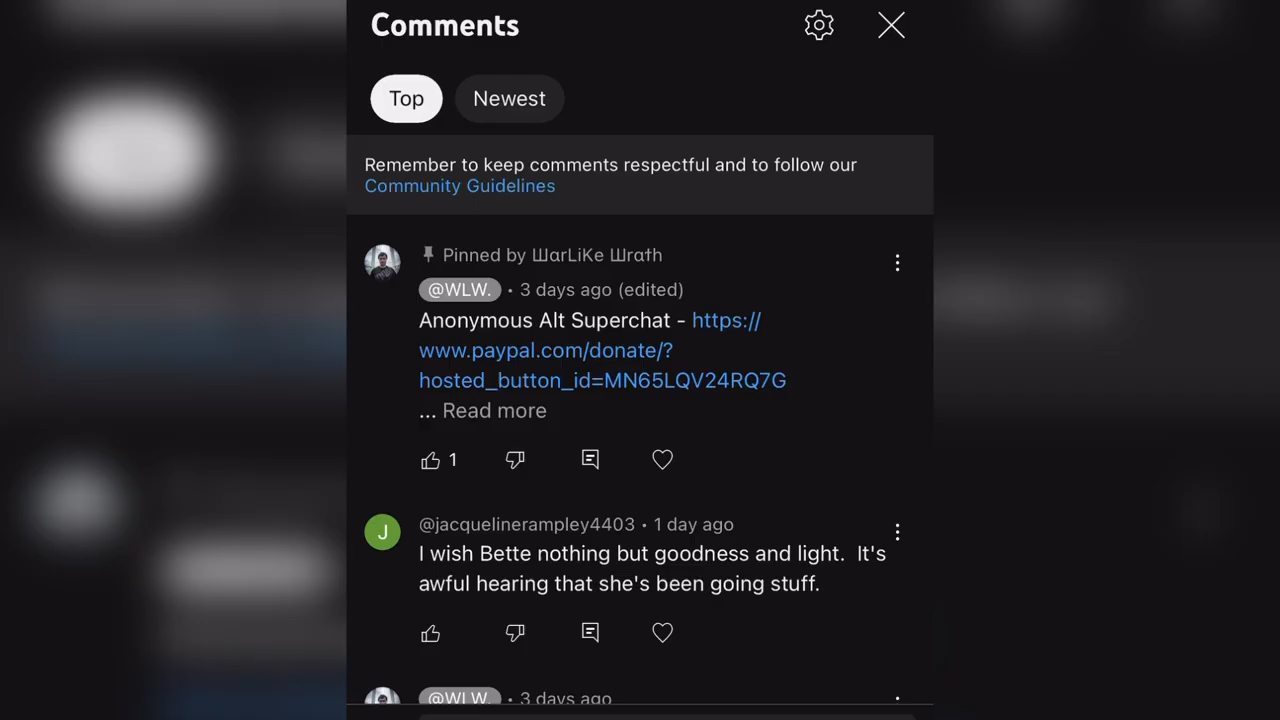 Comments
Top
Newest
Remember to keep comments respectful and to follow our
Community Guidelines
Pinned by ШarLiKe Шrath
@WLW. • 3 days ago (edited)
Anonymous Alt Superchat - https://
www.paypal.com/donate/?
hosted_button_id=MN65LQV24RQ7G
... Read more
1
J
@jacquelinerampley4403 • 1 day ago
I wish Bette nothing but goodness and light.  It's
awful hearing that she's been going stuff.
@WLW. • 3 days ago